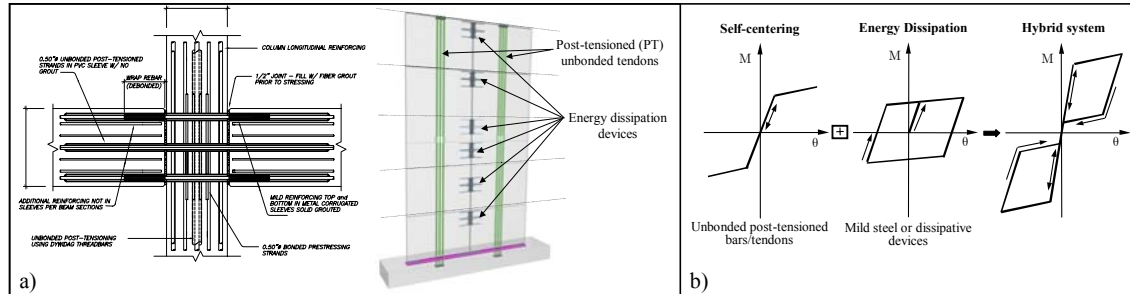 COLUMN LONGITUDINAL REINFORCING
0.50"ø UNBONDED POST-TENSIONED
STRANDS IN PVC SLEEVE W/ NO
GROUT
WRAP REBAR
(DEBONDED)
1/2" JOINT - FILL W/ FIBER GROUT
PRIOR TO STRESSING
ADDITIONAL REINFORCING NOT IN
SLEEVES PER BEAM SECTIONS
MILD REINFORCING TOP and
BOTTOM IN METAL CORRUGATED
SLEEVES SOLID GROUTED
UNBONDED POST-TENSIONING
USING DYWIDAG THREADBARS
0.50"ø BONDED PRESTRESSING
STRANDS
a)
Post-tensioned (PT)
unbonded tendons
Energy dissipation
devices
Self-centering
M
θ
Unbonded post-tensioned
bars/tendons
+
Energy Dissipation
M
θ
Mild steel or dissipative
devices
Hybrid system
M
θ
b)